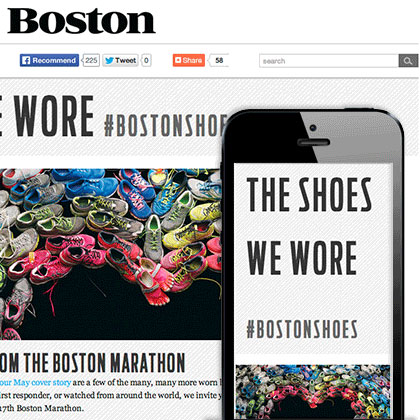 Boston
Recommend 225 Tweet 0 Share 58 search
E WORE #BOSTONSHOE
OM THE BOSTON MARATHON
our May cover story are a few of the many, many more worn b
first responder, or watched from around the world, we invite y
17th Boston Marathon.
THE SHOES
WE WORE
#BOSTONSHOES